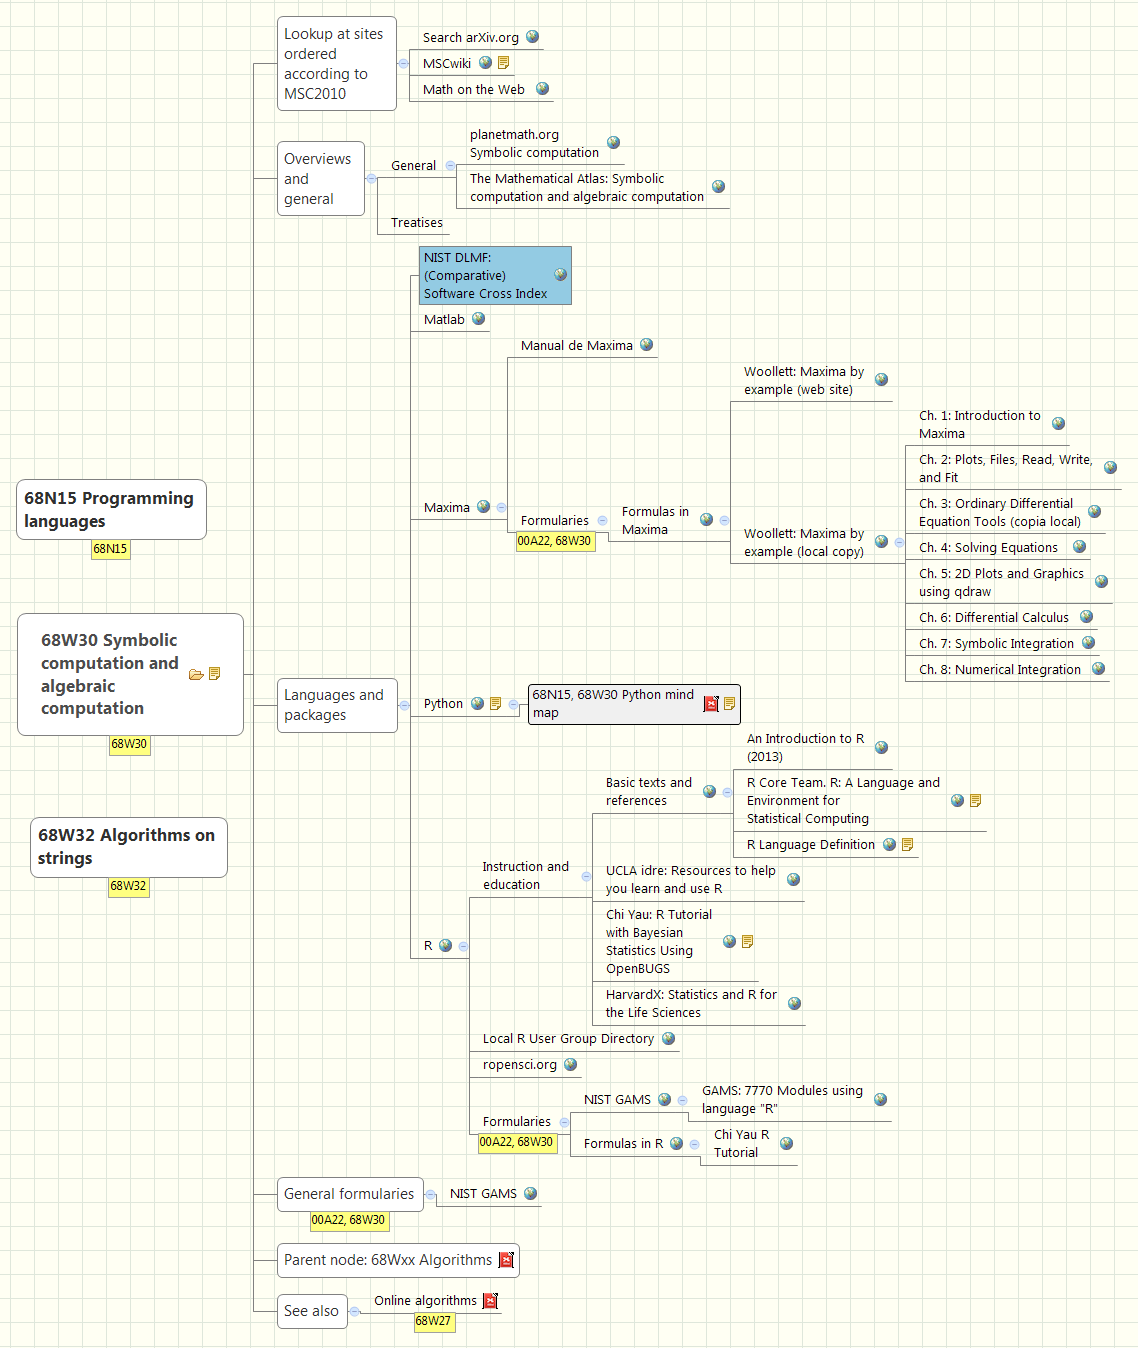 Lookup at sites
ordered
according to
MSC2010
Search arXiv.org
MSCwiki
Math on the Web
Overviews
and
general
General
planetmath.org
Symbolic computation
The Mathematical Atlas: Symbolic
computation and algebraic computation
Treatises
NIST DLMF:
(Comparative)
Software Cross Index
Matlab
Manual de Maxima
Woollett: Maxima by
example (web site)
Ch. 1: Introduction to
Maxima
Ch. 2: Plots, Files, Read, Write,
and Fit
68N15 Programming
languages
68N15
Maxima
Formularies
00A22, 68W30
Formulas in
Maxima
Woollett: Maxima by
example (local copy)
Ch. 3: Ordinary Differential
Equation Tools (copia local)
Ch. 4: Solving Equations
Ch. 5: 2D Plots and Graphics
using qdraw
Ch. 6: Differential Calculus
Ch. 7: Symbolic Integration
Ch. 8: Numerical Integration
68W30 Symbolic
computation and
algebraic
computation
68W30
Languages and
packages
Python
68N15, 68W30 Python mind
map
An Introduction to R
(2013)
Basic texts and
references
R Core Team. R: A Language and
Environment for
Statistical Computing
R Language Definition
68W32 Algorithms on
strings
68W32
Instruction and
education
UCLA idre: Resources to help
you learn and use R
Chi Yau: R Tutorial
with Bayesian
Statistics Using
OpenBUGS
R
HarvardX: Statistics and R for
the Life Sciences
Local R User Group Directory
ropensci.org
Formularies
00A22, 68W30
NIST GAMS
GAMS: 7770 Modules using
language "R"
Formulas in R
Chi Yau R
Tutorial
General formularies
00A22, 68W30
NIST GAMS
Parent node: 68Wxx Algorithms
See also
Online algorithms
68W27